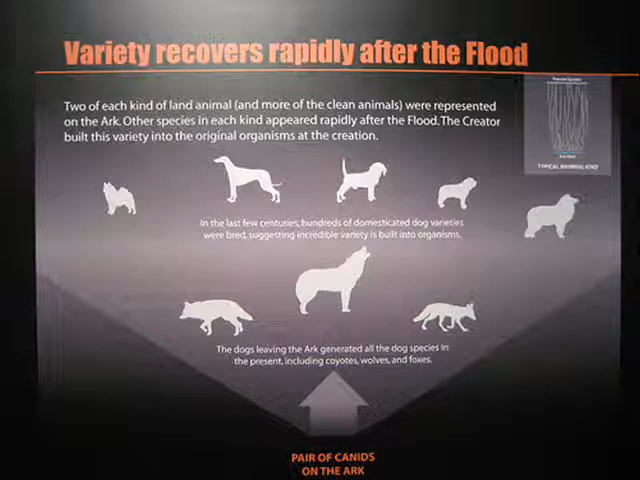 Variety recovers rapidly after the Flood
Two of each kind of land animal (and more of the clean animals) were represented
on the Ark. Other species in each kind appeared rapidly after the Flood. The Creator
built this variety into the original organisms at the creation.
TYPICAL MAMMAL KIND
In the last few centuries, hundreds of domesticated dog varieties
were bred, suggesting incredible variety is built into organisms.
The dogs leaving the Ark generated all the dog species in
the present, including coyotes, wolves, and foxes.
PAIR OF CANIDS
ON THE ARK